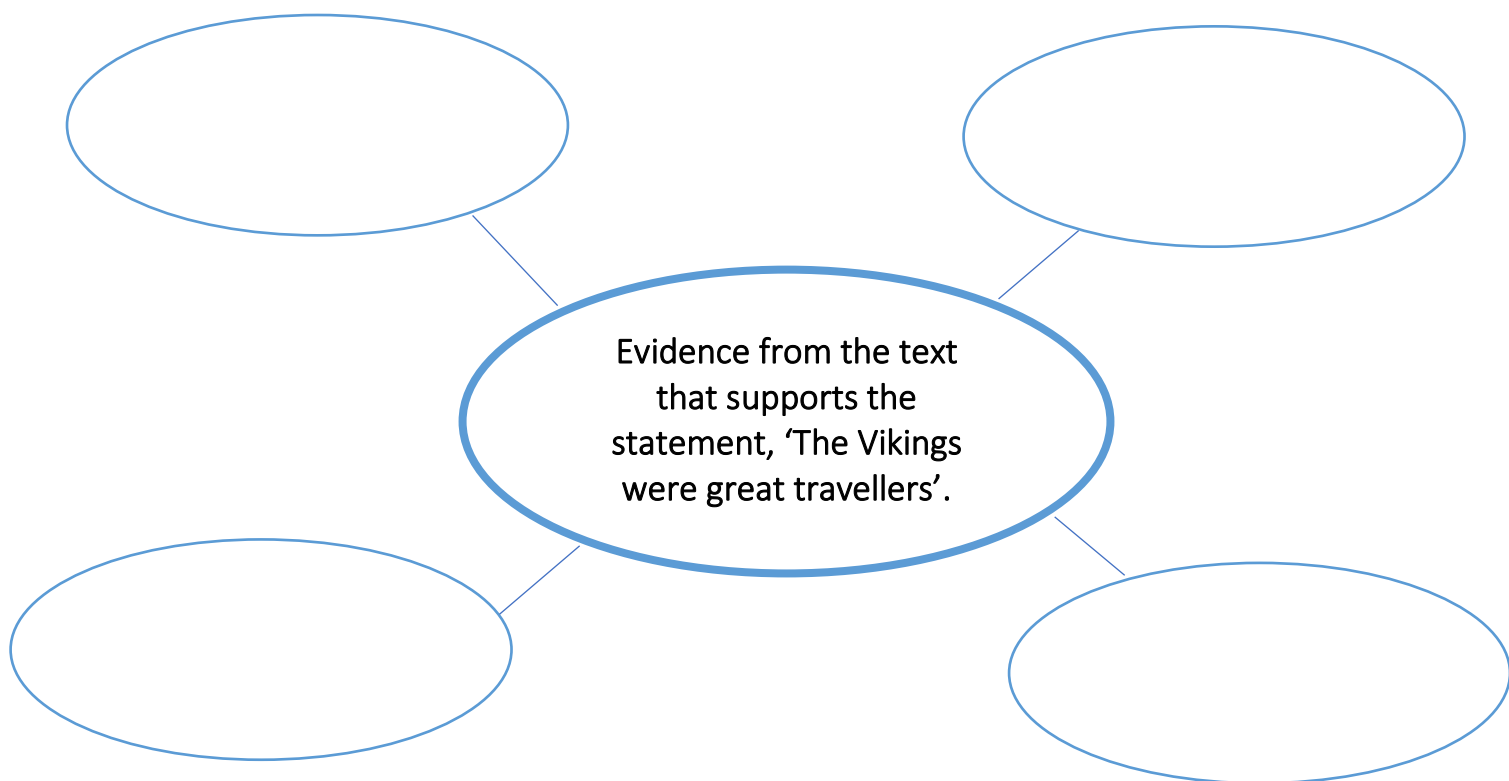 Evidence from the text
that supports the
statement, ‘The Vikings
were great travellers’.